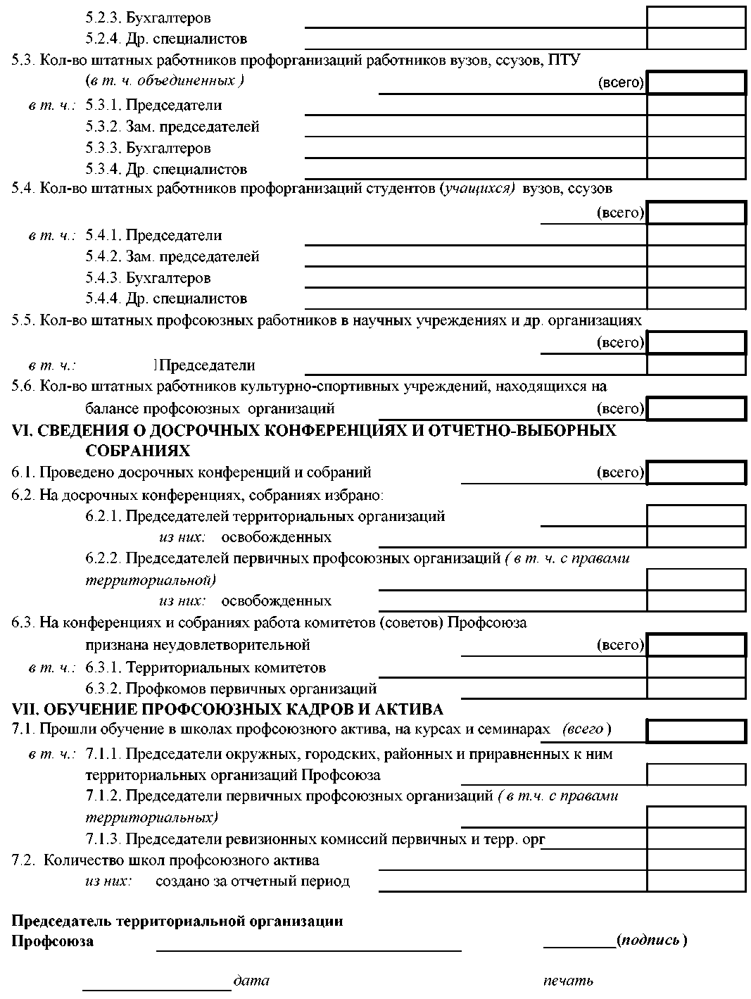 5.2.3. Бухгалтеров
5.2.4. Др. специалистов
5.3. Кол-во штатных работников профорганизаций работников вузов, ссузов, ПТУ
(в т. ч. объединенных ) (всего)
в т. ч.: 5.3.1. Председатели
5.3.2. Зам. председателей
5.3.3. Бухгалтеров
5.3.4. Др. специалистов
5.4. Кол-во штатных работников профорганизаций студентов (учащихся) вузов, ссузов
(всего)
в т. ч.: 5.4.1. Председатели
5.4.2. Зам. председателей
5.4.3. Бухгалтеров
5.4.4. Др. специалистов
5.5. Кол-во штатных профсоюзных работников в научных учреждениях и др. организациях
(всего)
в т. ч.: Председатели
5.6. Кол-во штатных работников культурно-спортивных учреждений, находящихся на
балансе профсоюзных организаций (всего)
VI. СВЕДЕНИЯ О ДОСРОЧНЫХ КОНФЕРЕНЦИЯХ И ОТЧЕТНО-ВЫБОРНЫХ
СОБРАНИЯХ
6.1. Проведено досрочных конференций и собраний (всего)
6.2. На досрочных конференциях, собраниях избрано:
6.2.1. Председателей территориальных организаций
из них: освобожденных
6.2.2. Председателей первичных профсоюзных организаций ( в т. ч. с правами
территориальной)
из них: освобожденных
6.3. На конференциях и собраниях работа комитетов (советов) Профсоюза
признана неудовлетворительной (всего)
в т. ч.: 6.3.1. Территориальных комитетов
6.3.2. Профкомов первичных организаций
VII. ОБУЧЕНИЕ ПРОФСОЮЗНЫХ КАДРОВ И АКТИВА
7.1. Прошли обучение в школах профсоюзного актива, на курсах и семинарах (всего )
в т. ч.: 7.1.1. Председатели окружных, городских, районных и приравненных к ним
территориальных организаций Профсоюза
7.1.2. Председатели первичных профсоюзных организаций ( в т.ч. с правами
территориальных)
7.1.3. Председатели ревизионных комиссий первичных и терр. орг
7.2. Количество школ профсоюзного актива
из них: создано за отчетный период
Председатель территориальной организации
Профсоюза (подпись )
дата печать